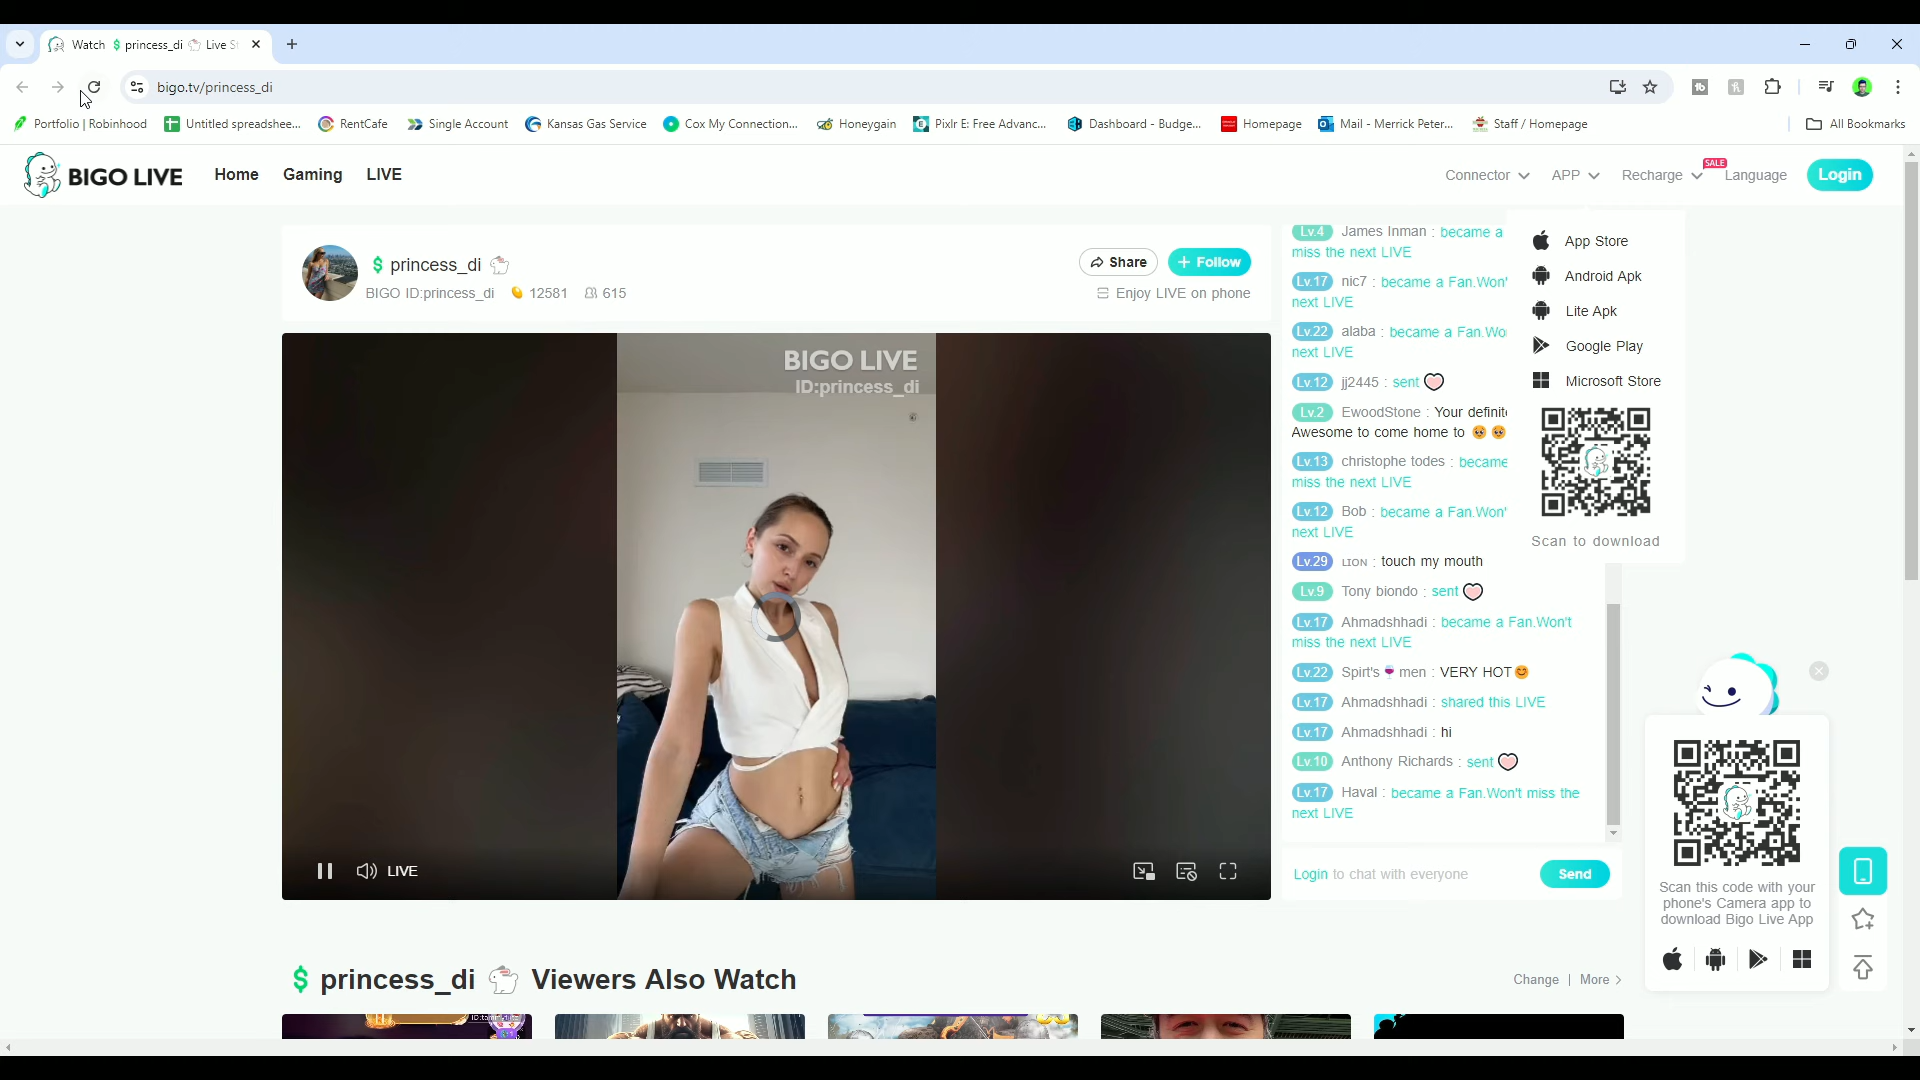 Watch $ princess_di Live S
bigo.tv/princess_di
Portfolio | Robinhood
Untitled spreadshee...
RentCafe
Single Account
Kansas Gas Service
Cox My Connection...
Honeygain
Pixlr E: Free Advanc...
Dashboard - Budge...
Homepage
Mail - Merrick Peter...
Staff / Homepage
All Bookmarks
BIGO LIVE
Home
Gaming
LIVE
Connector
APP
Recharge
SALE
Language
Login
$ princess_di
BIGO ID:princess_di 12581 615
Share
+ Follow
Enjoy LIVE on phone
BIGO LIVE
ID:princess_di
LIVE
Lv.4 James Inman : became a
miss the next LIVE
Lv.17 nic7 : became a Fan.Won'
next LIVE
Lv.22 alaba : became a Fan.Wo
next LIVE
Lv.12 jj2445 : sent
Lv.2 EwoodStone : Your definit
Awesome to come home to 🥺 🥺
Lv.13 christophe todes : became
miss the next LIVE
Lv.12 Bob : became a Fan.Won'
next LIVE
Lv.29 LION : touch my mouth
Lv.9 Tony biondo : sent
Lv.17 Ahmadshhadi : became a Fan.Won't
miss the next LIVE
Lv.22 Spirt's🍷men : VERY HOT😊
Lv.17 Ahmadshhadi : shared this LIVE
Lv.17 Ahmadshhadi : hi
Lv.10 Anthony Richards : sent
Lv.17 Haval : became a Fan.Won't miss the
next LIVE
Login to chat with everyone
Send
App Store
Android Apk
Lite Apk
Google Play
Microsoft Store
Scan to download
Scan this code with your
phone's Camera app to
download Bigo Live App
$ princess_di Viewers Also Watch
Change | More >